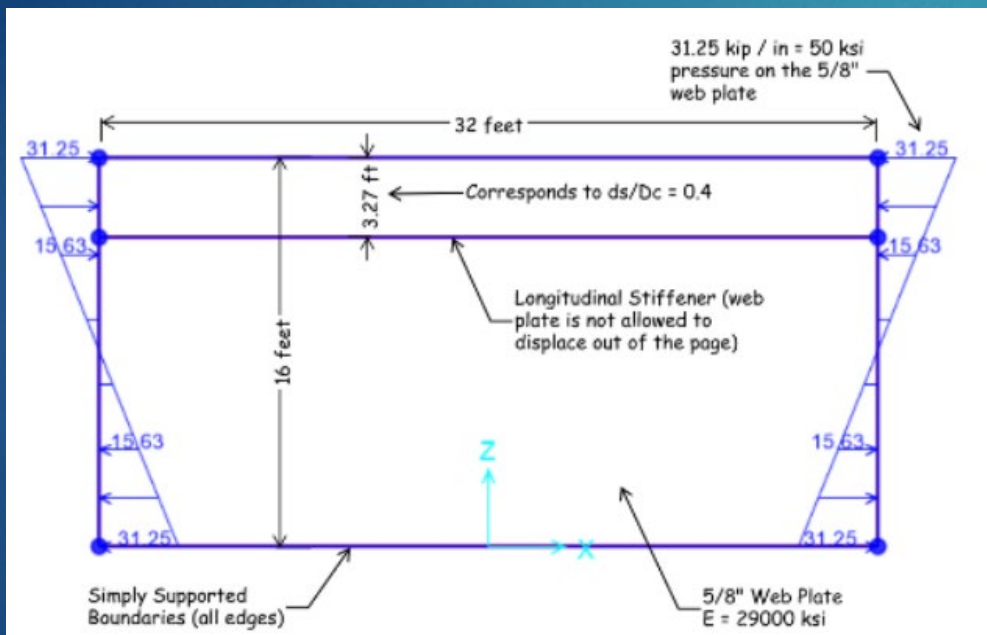 31.25 kip / in = 50 ksi
pressure on the 5/8"
web plate
32 feet
31.25
31.25
3.27 ft
Corresponds to ds/Dc = 0.4
15.63
15.63
Longitudinal Stiffener (web
plate is not allowed to
displace out of the page)
16 feet
15.63
15.63
Z
X
31.25
31.25
Simply Supported
Boundaries (all edges)
5/8" Web Plate
E = 29000 ksi